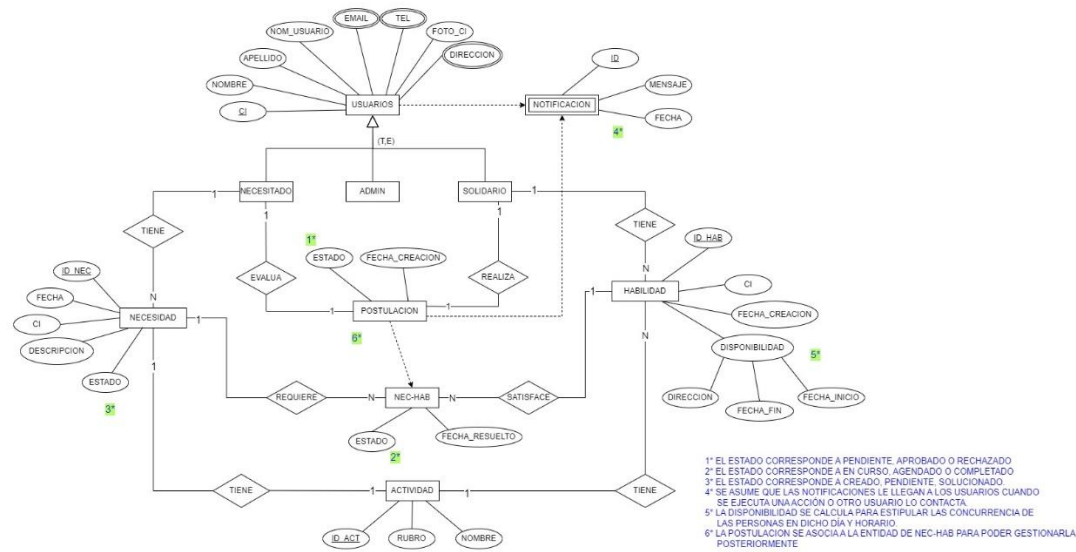 EMAIL
TEL
NOM_USUARIO
FOTO_CI
APELLIDO
DIRECCION
ID
NOMBRE
MENSAJE
CI
USUARIOS
NOTIFICACION
FECHA
4*
(T,E)
NECESITADO
ADMIN
SOLIDARIO
1
1
1
1
TIENE
TIENE
1*
ID_HAB
ESTADO
FECHA_CREACION
ID_NEC
EVALUA
REALIZA
N
N
FECHA
CI
HABILIDAD
1
NECESIDAD
1
1
POSTULACION
1
CI
FECHA_CREACION
6*
DESCRIPCION
1
N
DISPONIBILIDAD
5*
ESTADO
3*
REQUIERE
N
NEC-HAB
N
SATISFACE
DIRECCION
FECHA_INICIO
FECHA_FIN
ESTADO
FECHA_RESUELTO
2*
TIENE
1
ACTIVIDAD
1
TIENE
ID_ACT
RUBRO
NOMBRE
1* EL ESTADO CORRESPONDE A PENDIENTE, APROBADO O RECHAZADO
2* EL ESTADO CORRESPONDE A EN CURSO, AGENDADO O COMPLETADO
3* EL ESTADO CORRESPONDE A CREADO, PENDIENTE, SOLUCIONADO.
4* SE ASUME QUE LAS NOTIFICACIONES LE LLEGAN A LOS USUARIOS CUANDO
SE EJECUTA UNA ACCIÓN O OTRO USUARIO LO CONTACTA.
5* LA DISPONIBILIDAD SE CALCULA PARA ESTIPULAR LAS CONCURRENCIA DE
LAS PERSONAS EN DICHO DÍA Y HORARIO.
6* LA POSTULACION SE ASOCIA A LA ENTIDAD DE NEC-HAB PARA PODER GESTIONARLA
POSTERIORMENTE